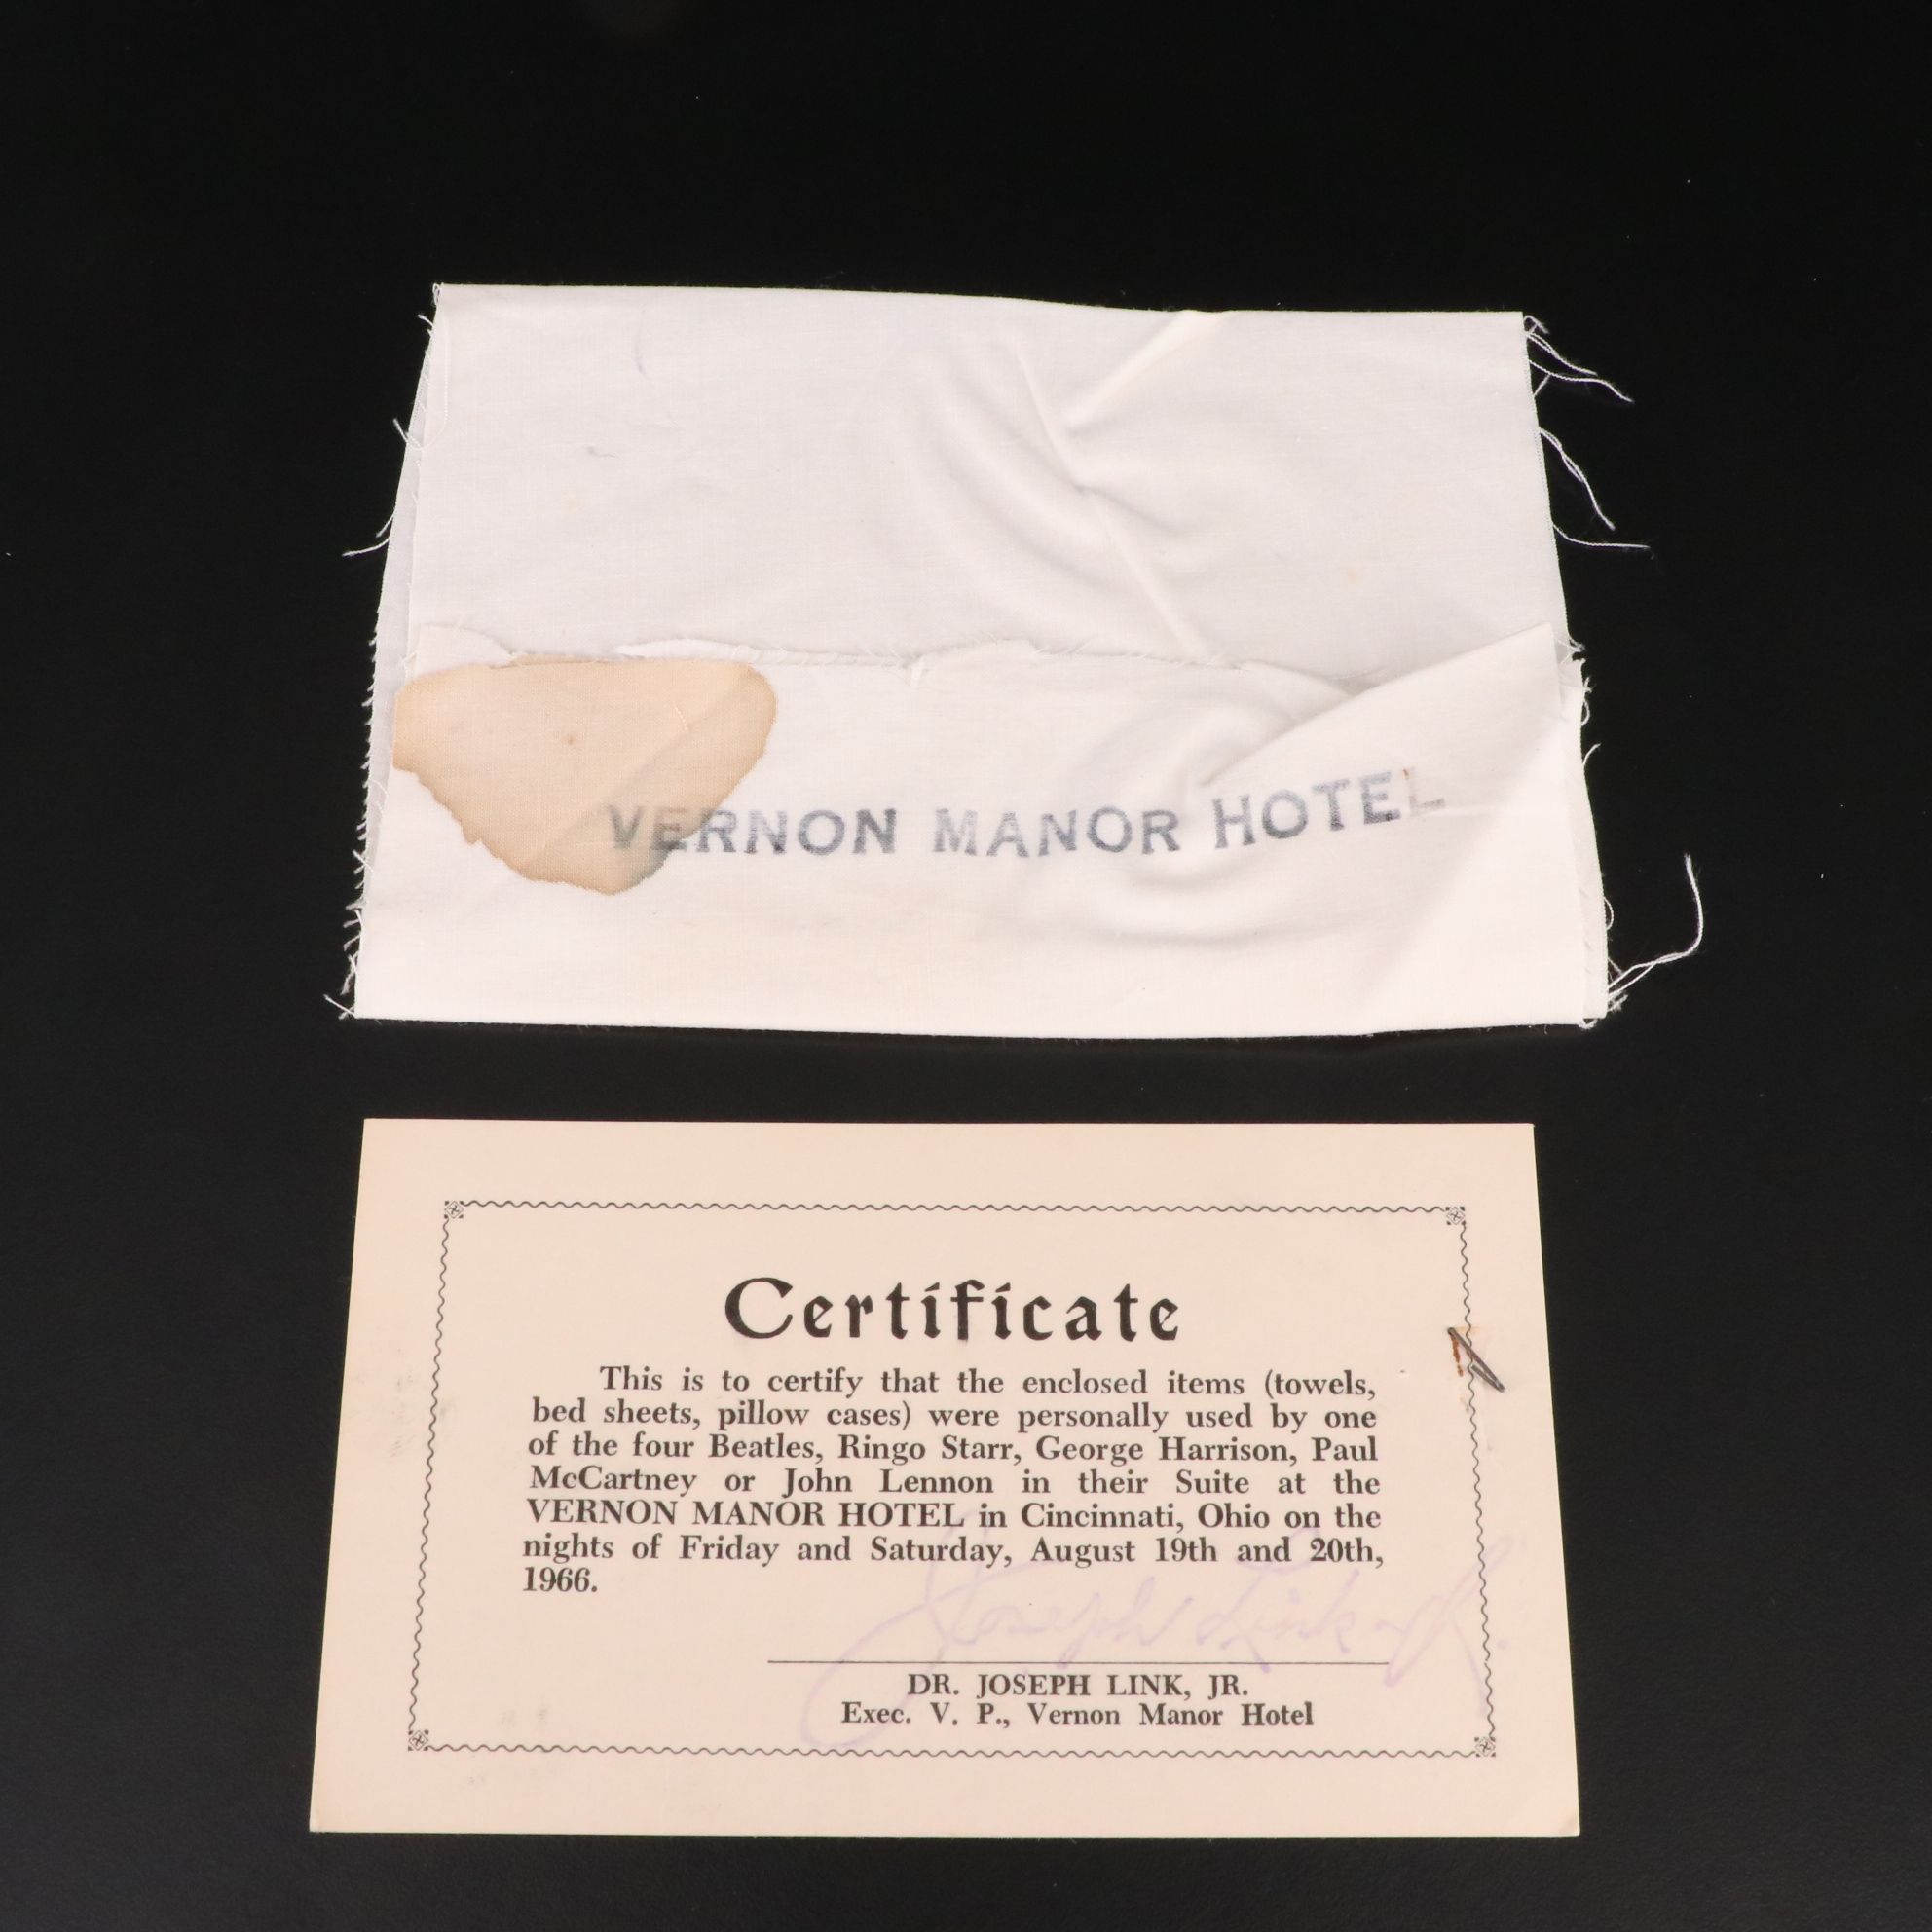 VERNON MANOR HOTEL
Certificate
This is to certify that the enclosed items (towels,
bed sheets, pillow cases) were personally used by one
of the four Beatles, Ringo Starr, George Harrison, Paul
McCartney or John Lennon in their Suite at the
VERNON MANOR HOTEL in Cincinnati, Ohio on the
nights of Friday and Saturday, August 19th and 20th,
1966.
Joseph Link Jr.
DR. JOSEPH LINK, JR.
Exec. V. P., Vernon Manor Hotel